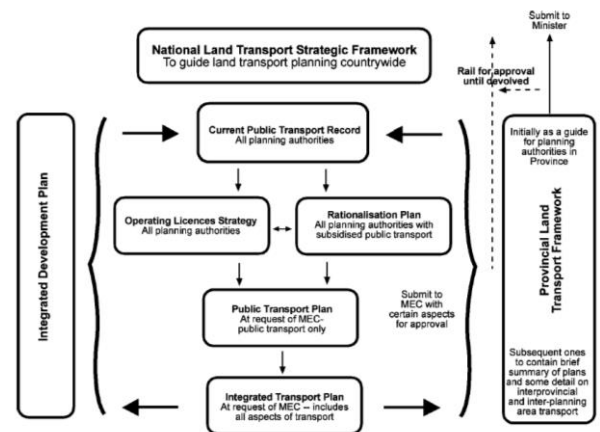 Submit to
Minister
National Land Transport Strategic Framework
To guide land transport planning countrywide
Rail for approval
until devolved
Integrated Development Plan
Current Public Transport Record
All planning authorities
Operating Licences Strategy
All planning authorities
Rationalisation Plan
All planning authorities with
subsidised public transport
Public Transport Plan
At request of MEC-
public transport only
Submit to
MEC with
certain aspects
for approval
Integrated Transport Plan
At request of MEC -- includes
all aspects of transport
Initially as a guide
for planning
authorities in
Province
Provincial Land
Transport Framework
Subsequent ones
to contain brief
summary of plans
and some detail on
interprovincial
and inter-planning
area transport